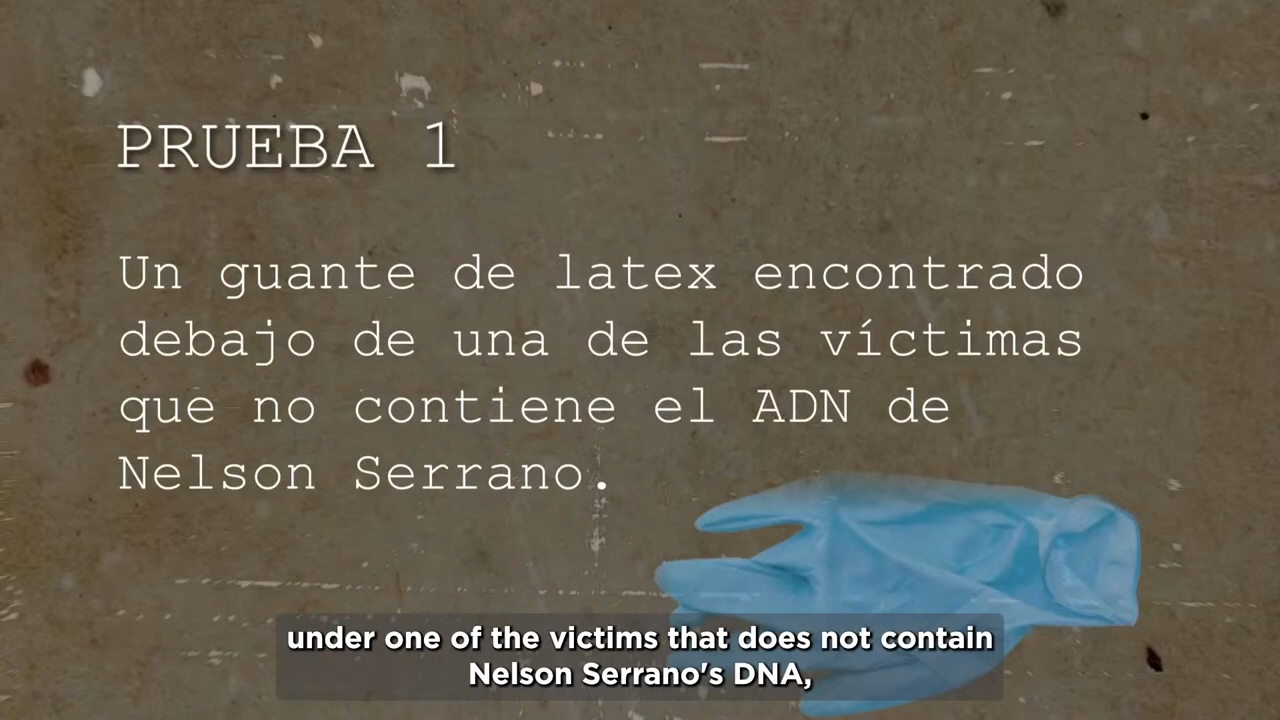 PRUEBA 1
Un guante de latex encontrado
debajo de una de las víctimas
que no contiene el ADN de
Nelson Serrano.
under one of the victims that does not contain
Nelson Serrano's DNA,